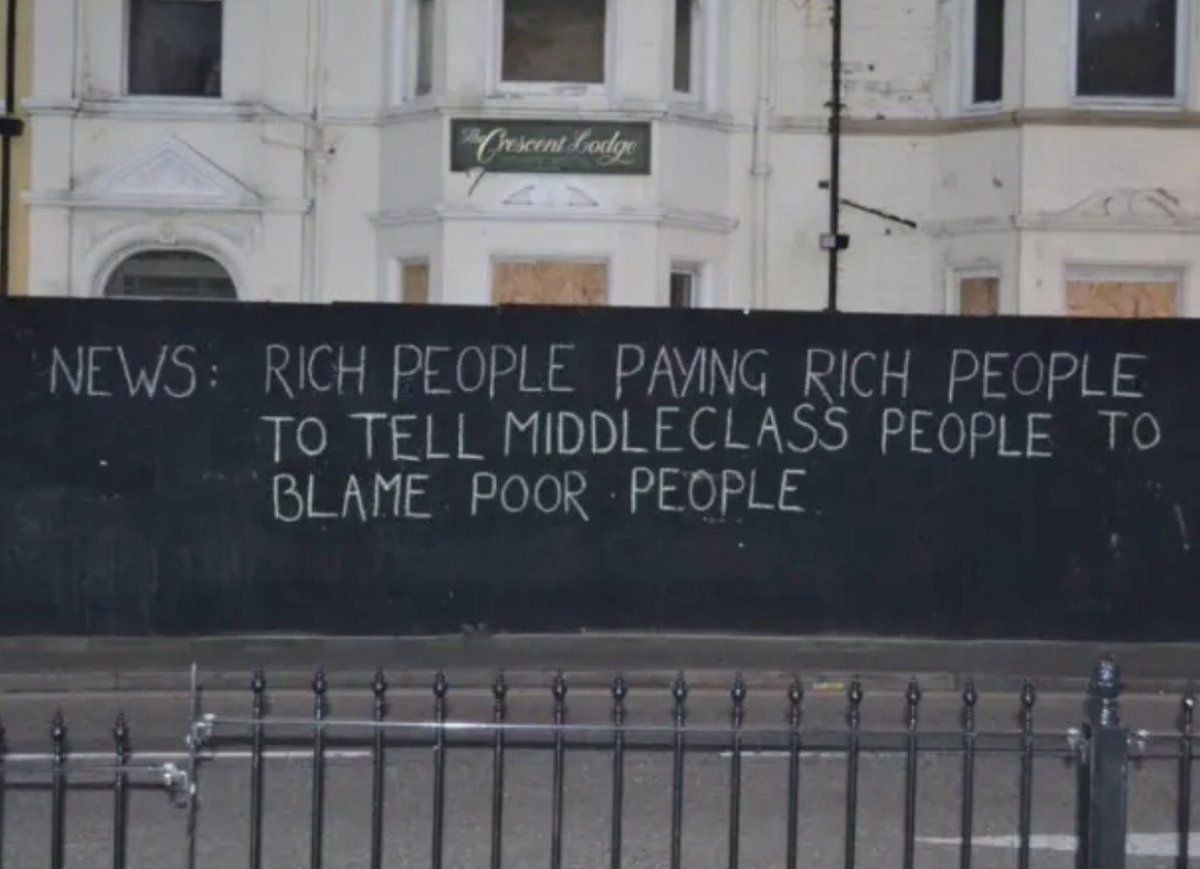 The Crescent Lodge
NEWS: RICH PEOPLE PAYING RICH PEOPLE
TO TELL MIDDLECLASS PEOPLE TO
BLAME POOR PEOPLE